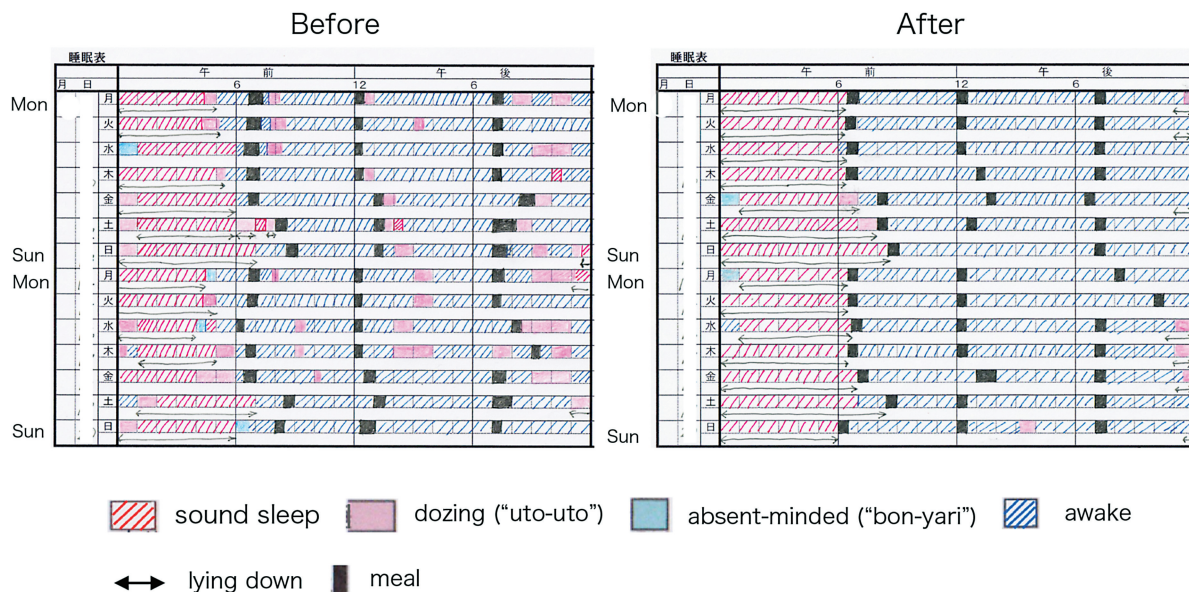 Before
After
睡眠表
午 前 午 後
月 日 6 12 6
Mon 月
火
水
木
金
土
Sun 日
Mon 月
火
水
木
金
土
Sun 日
睡眠表
午 前 午 後
月 日 6 12 6
Mon 月
火
水
木
金
土
Sun 日
Mon 月
火
水
木
金
土
Sun 日
sound sleep
dozing (“uto-uto”)
absent-minded (“bon-yari”)
awake
lying down
meal